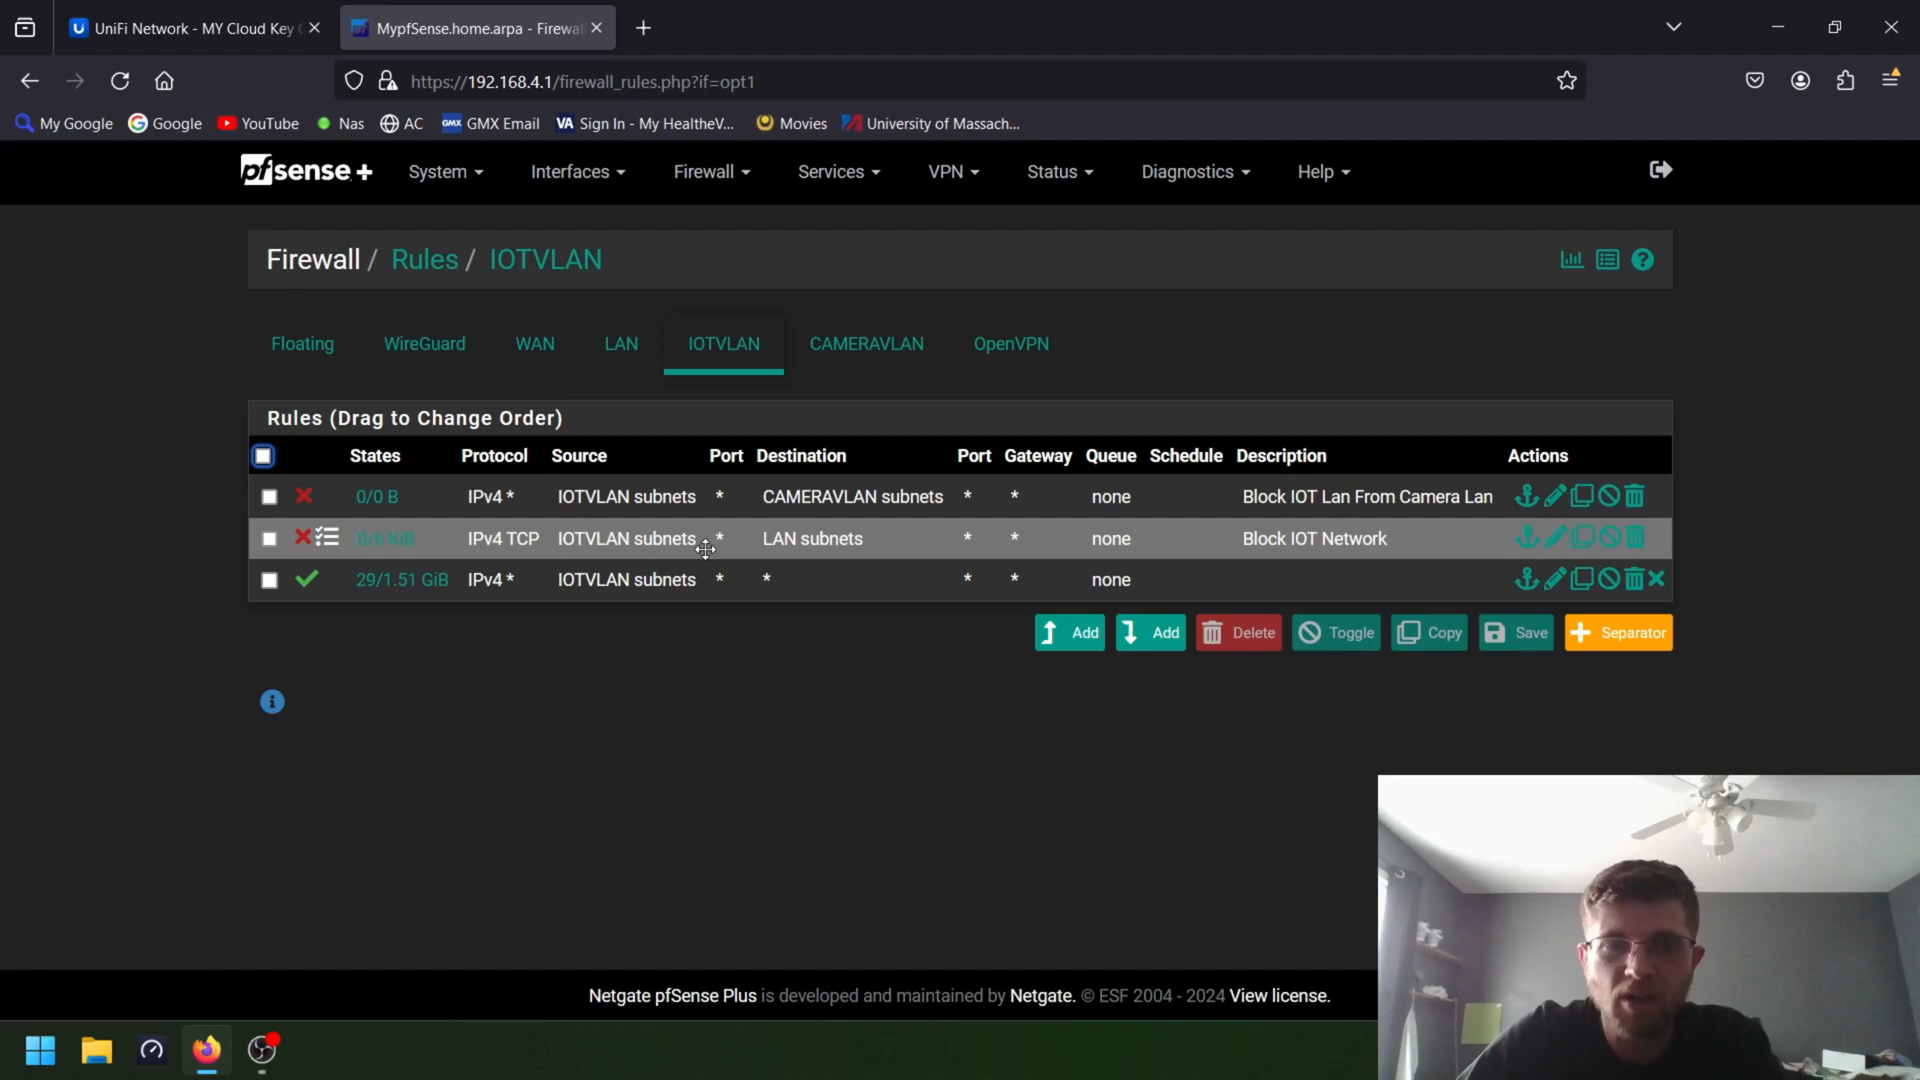 UniFi Network - MY Cloud Key
MypfSense.home.arpa - Firewal
https://192.168.4.1/firewall_rules.php?if=opt1
My Google Google YouTube Nas AC GMX GMX Email VA Sign In - My HealtheV... Movies University of Massach...
pfsense + System Interfaces Firewall Services VPN Status Diagnostics Help
Firewall / Rules / IOTVLAN
Floating WireGuard WAN LAN IOTVLAN CAMERAVLAN OpenVPN
Rules (Drag to Change Order)
States Protocol Source Port Destination Port Gateway Queue Schedule Description Actions
0/0 B IPv4 * IOTVLAN subnets * CAMERAVLAN subnets * * none Block IOT Lan From Camera Lan
0/6 KiB IPv4 TCP IOTVLAN subnets * LAN subnets * * none Block IOT Network
29/1.51 GiB IPv4 * IOTVLAN subnets * * * * none
Add Add Delete Toggle Copy Save Separator
Netgate pfSense Plus is developed and maintained by Netgate. © ESF 2004 - 2024 View license.